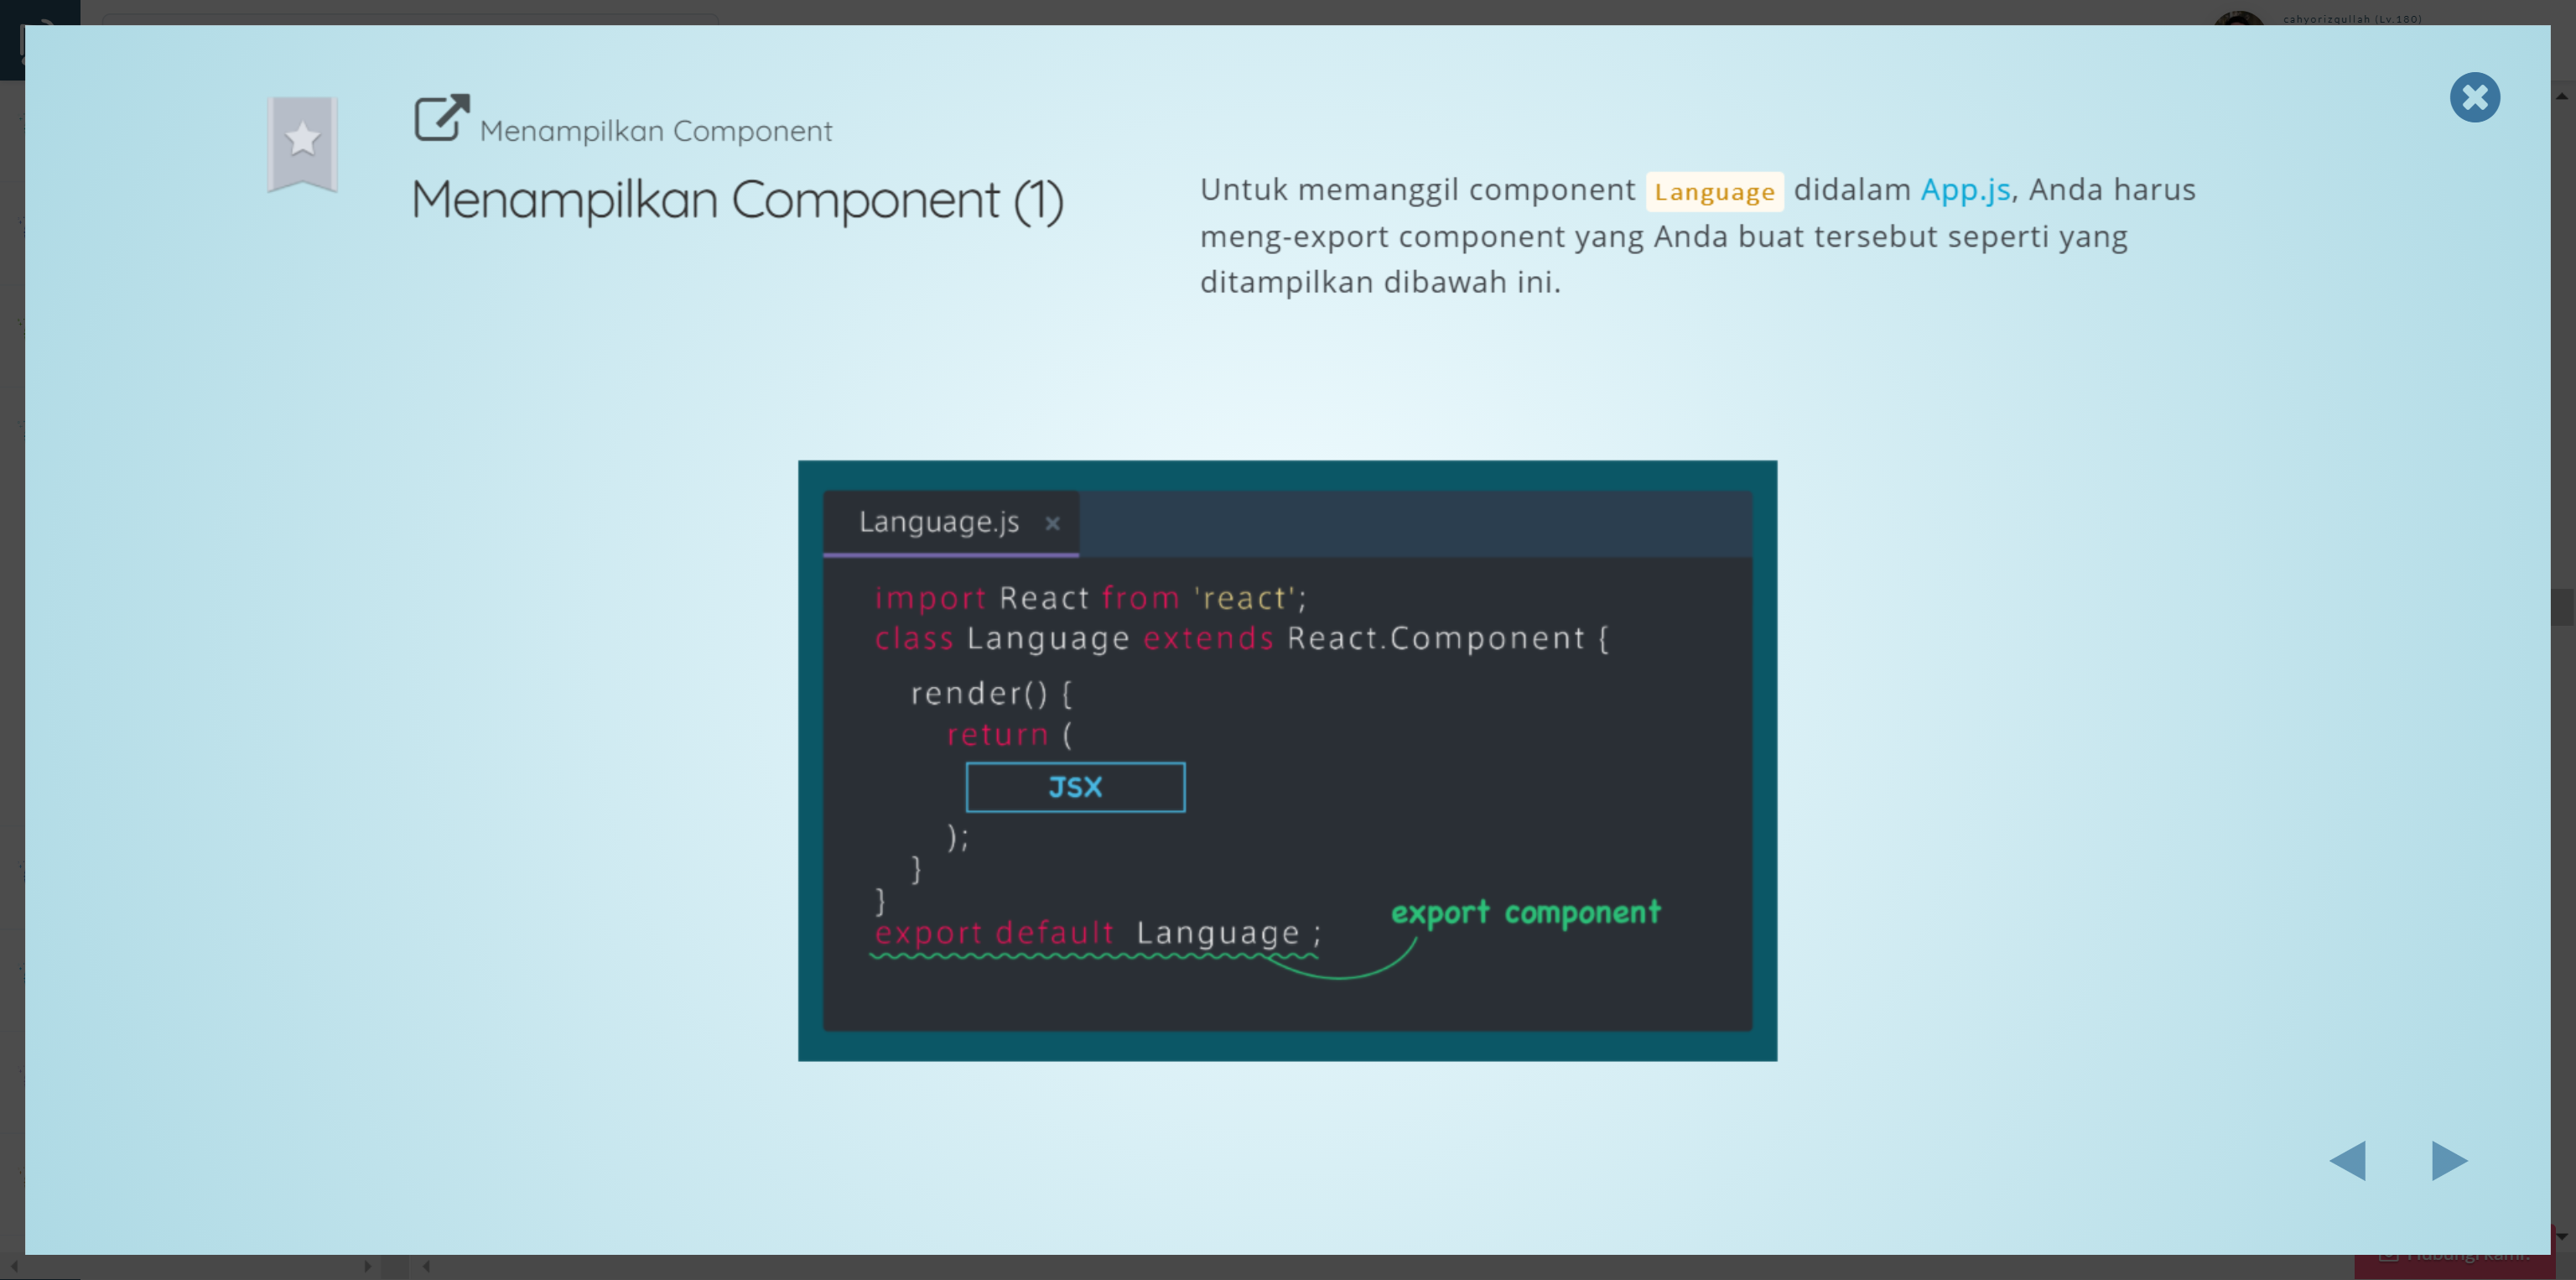 cahyorizqullah (Lv.180)
Menampilkan Component
Menampilkan Component (1)
Untuk memanggil component Language didalam App.js, Anda harus
meng-export component yang Anda buat tersebut seperti yang
ditampilkan dibawah ini.
Language.js ×
import React from 'react';
class Language extends React.Component {
render() {
return (
JSX
);
}
}
export default Language ;
export component
Hubungi kami.